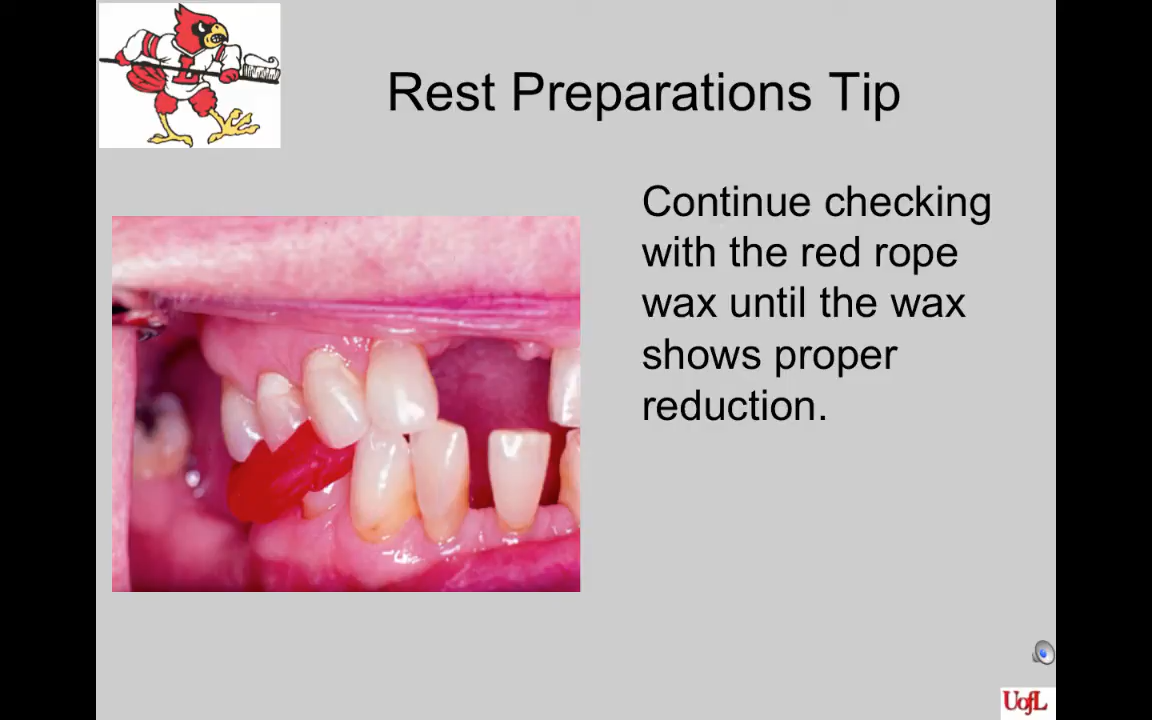 Rest Preparations Tip
Continue checking
with the red rope
wax until the wax
shows proper
reduction.
L
UofL